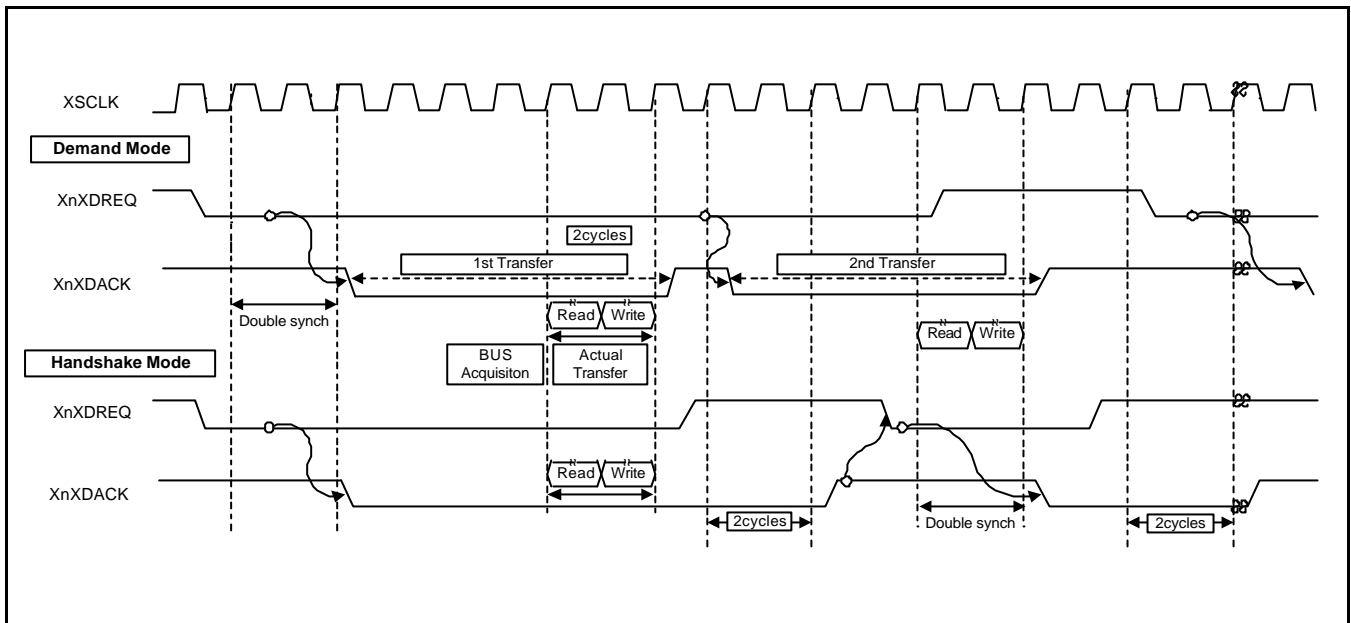 XSCLK
Demand Mode
XnXDREQ
2cycles
1st Transfer
2nd Transfer
XnXDACK
Double synch
Read
Write
Read
Write
Handshake Mode
BUS
Acquisiton
Actual
Transfer
XnXDREQ
Read
Write
XnXDACK
2cycles
Double synch
2cycles